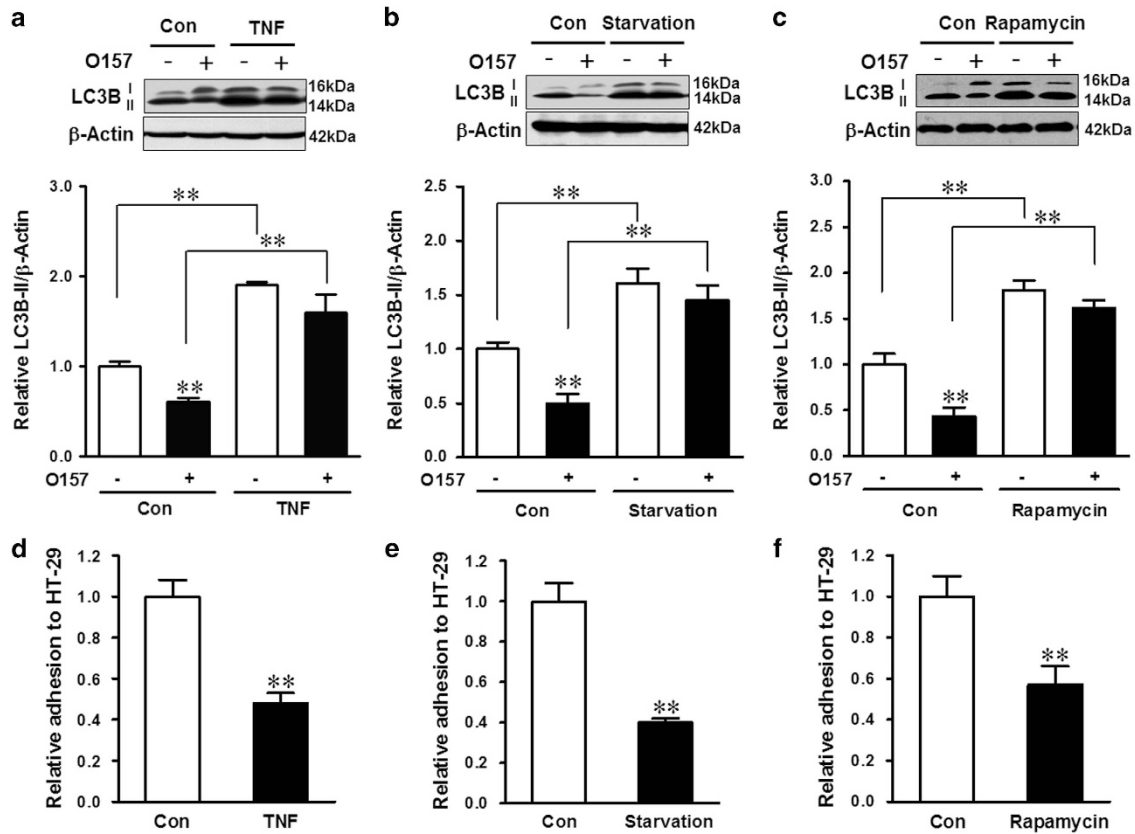 a
Con TNF
O157 - + - +
LC3B I II 16kDa 14kDa
β-Actin 42kDa
Relative LC3B-II/β-Actin
3.0
2.0
1.0
0.0
**
**
**
O157 - + - +
Con TNF
b
Con Starvation
O157 - + - +
LC3B I II 16kDa 14kDa
β-Actin 42kDa
Relative LC3B-II/β-Actin
2.5
2.0
1.5
1.0
0.5
0.0
**
**
**
O157 - + - +
Con Starvation
c
Con Rapamycin
O157 - + - +
LC3B I II 16kDa 14kDa
β-Actin 42kDa
Relative LC3B-II/β-Actin
3.0
2.5
2.0
1.5
1.0
0.5
0.0
**
**
**
O157 - + - +
Con Rapamycin
d
Relative adhesion to HT-29
1.2
1.0
0.8
0.6
0.4
0.2
0.0
**
Con TNF
e
Relative adhesion to HT-29
1.2
1.0
0.8
0.6
0.4
0.2
0.0
**
Con Starvation
f
Relative adhesion to HT-29
1.2
1.0
0.8
0.6
0.4
0.2
0.0
**
Con Rapamycin